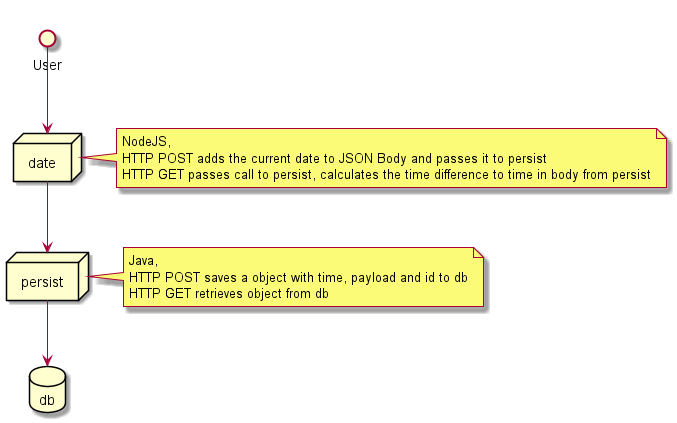 User
date
NodeJS,
HTTP POST adds the current date to JSON Body and passes it to persist
HTTP GET passes call to persist, calculates the time difference to time in body from persist
persist
Java,
HTTP POST saves a object with time, payload and id to db
HTTP GET retrieves object from db
db